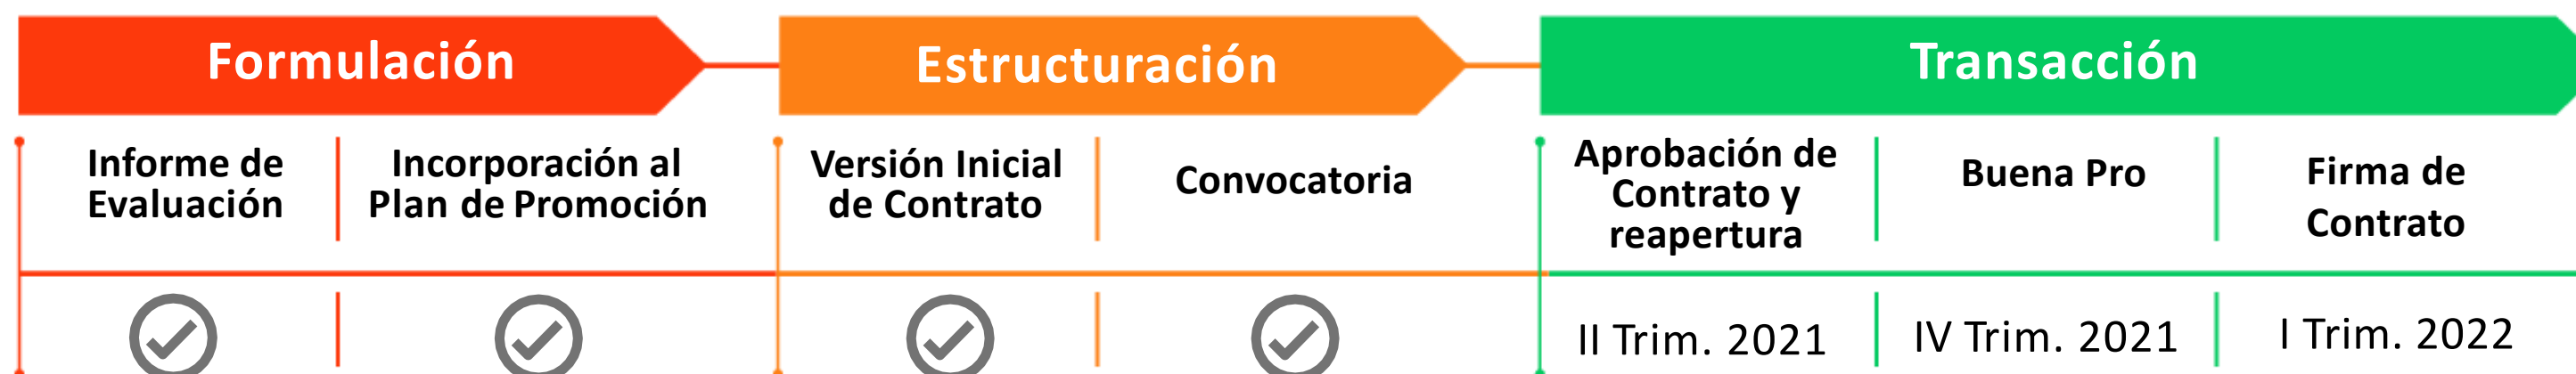 Formulación
Estructuración
Transacción
Informe de
Evaluación
Incorporación al
Plan de Promoción
Versión Inicial
de Contrato
Convocatoria
Aprobación de
Contrato y
reapertura
Buena Pro
Firma de
Contrato
II Trim. 2021
IV Trim. 2021
I Trim. 2022